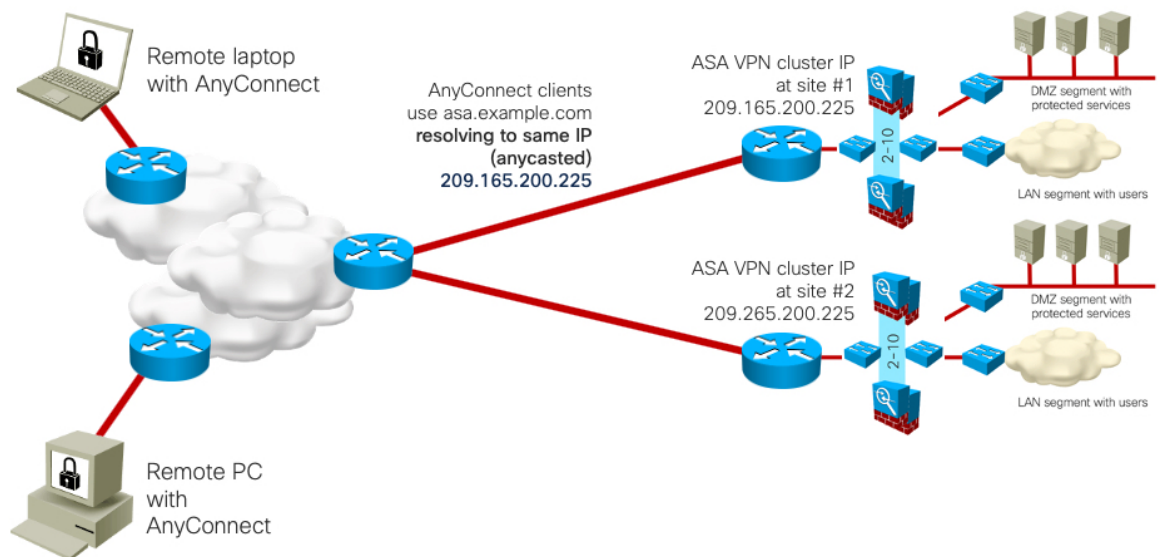 Remote laptop
with AnyConnect
AnyConnect clients
use asa.example.com
resolving to same IP
(anycasted)
209.165.200.225
ASA VPN cluster IP
at site #1
209.165.200.225
2-10
DMZ segment with
protected services
LAN segment with users
ASA VPN cluster IP
at site #2
209.265.200.225
2-10
DMZ segment with
protected services
LAN segment with users
Remote PC
with
AnyConnect